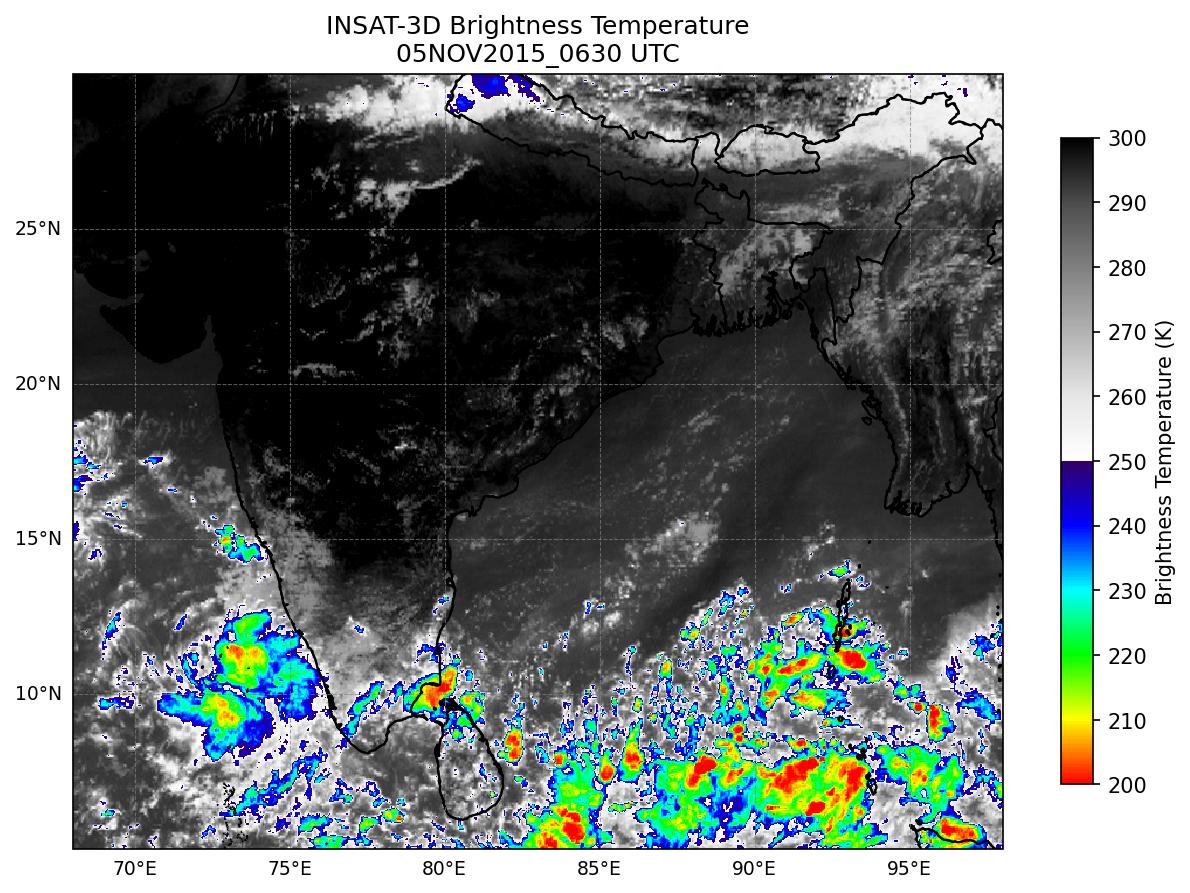 INSAT-3D Brightness Temperature
05NOV2015_0630 UTC
25°N
20°N
15°N
10°N
70°E
75°E
80°E
85°E
90°E
95°E
300
290
280
270
260
250
240
230
220
210
200
Brightness Temperature (K)